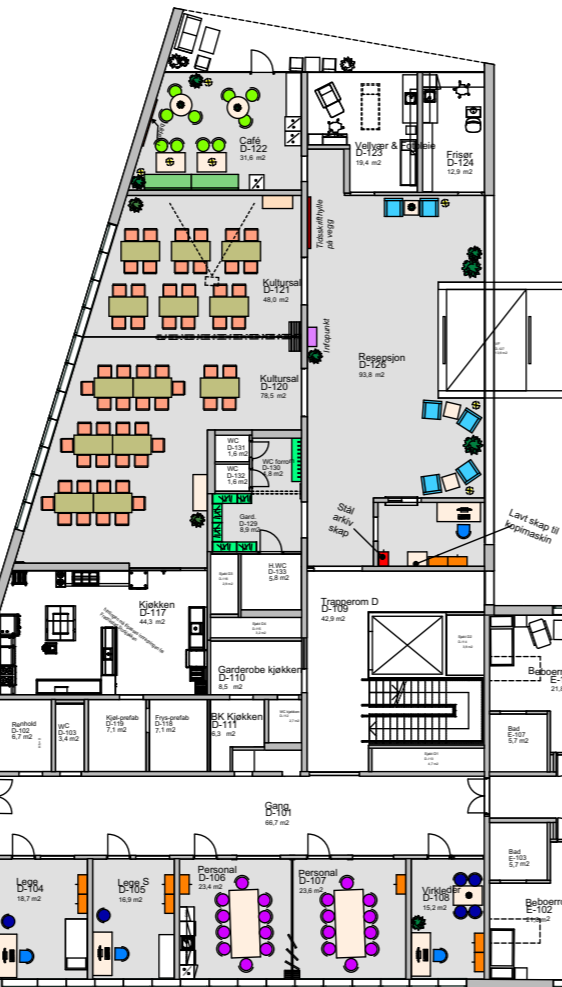 Café
D-122
31,6 m2
Velvær & Fotpleie
D-123
19,4 m2
Frisør
D-124
12,9 m2
Tidsskrifthylle
på vegg
Kultursal
D-121
48,0 m2
Infopunkt
Resepsjon
D-126
93,8 m2
Kultursal
D-120
78,5 m2
WC
D-131
1,6 m2
WC
D-132
1,6 m2
WC forrom
D-130
Gard.
D-129
8,9 m2
Stål
arkiv
skap
Lavt skap til
kopimaskin
H.WC
D-133
5,8 m2
Kjøkken
D-117
44,3 m2
Trapperom D
D-109
42,9 m2
Garderobe kjøkken
D-110
8,5 m2
BK Kjøkken
D-111
6,3 m2
Renhold
D-102
6,7 m2
WC
D-103
3,4 m2
Kjøl-prefab
D-119
7,1 m2
Frys-prefab
D-118
7,1 m2
Bad
E-107
5,7 m2
Gang
D-101
66,7 m2
Bad
E-103
5,7 m2
Lege
D-104
18,7 m2
Lege S
D-105
16,9 m2
Personal
D-106
23,4 m2
Personal
D-107
23,6 m2
Virkleder
D-108
15,2 m2
Beboerro
E-102